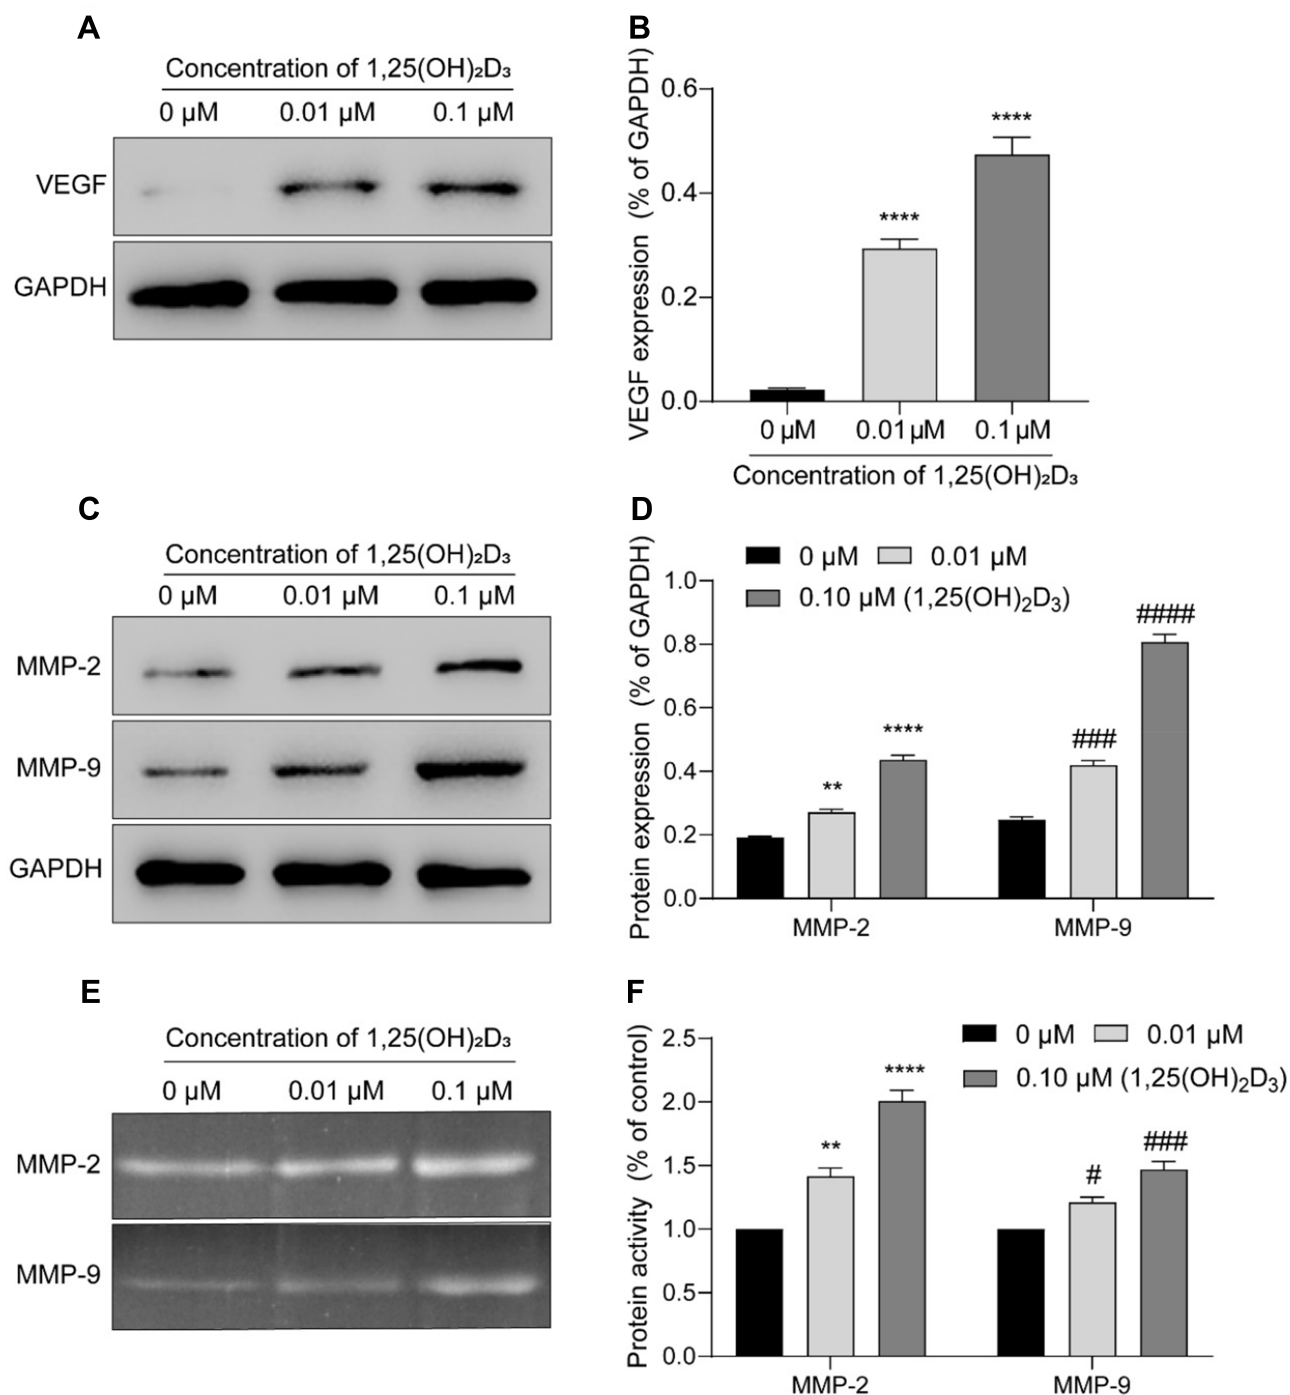 A
Concentration of 1,25(OH)₂D₃
0 µM 0.01 µM 0.1 µM
VEGF
GAPDH
B
VEGF expression (% of GAPDH)
0.6
0.4
0.2
0.0
****
****
0 µM 0.01 µM 0.1 µM
Concentration of 1,25(OH)₂D₃
C
Concentration of 1,25(OH)₂D₃
0 µM 0.01 µM 0.1 µM
MMP-2
MMP-9
GAPDH
D
Protein expression (% of GAPDH)
0 µM 0.01 µM
0.10 µM (1,25(OH)₂D₃)
1.0
0.8
0.6
0.4
0.2
0.0
**
****
###
####
MMP-2 MMP-9
E
Concentration of 1,25(OH)₂D₃
0 µM 0.01 µM 0.1 µM
MMP-2
MMP-9
F
Protein activity (% of control)
0 µM 0.01 µM
0.10 µM (1,25(OH)₂D₃)
2.5
2.0
1.5
1.0
0.5
0.0
**
****
#
###
MMP-2 MMP-9